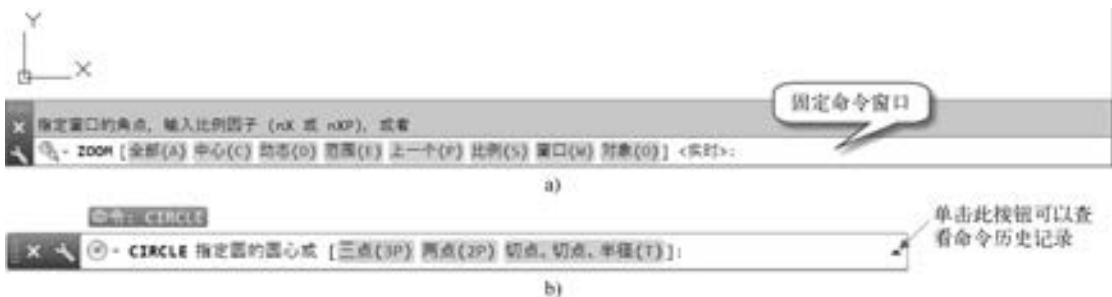 Y
X
固定命令窗口
指定窗口的角点, 输入比例因子 (nX 或 nXP), 或者
ZOOM [全部(A) 中心(C) 动态(D) 范围(E) 上一个(P) 比例(S) 窗口(W) 对象(O)] <实时>:
a)
命令: CIRCLE
单击此按钮可以查
看命令历史记录
CIRCLE 指定圆的圆心或 [三点(3P) 两点(2P) 切点、切点、半径(T)]:
b)